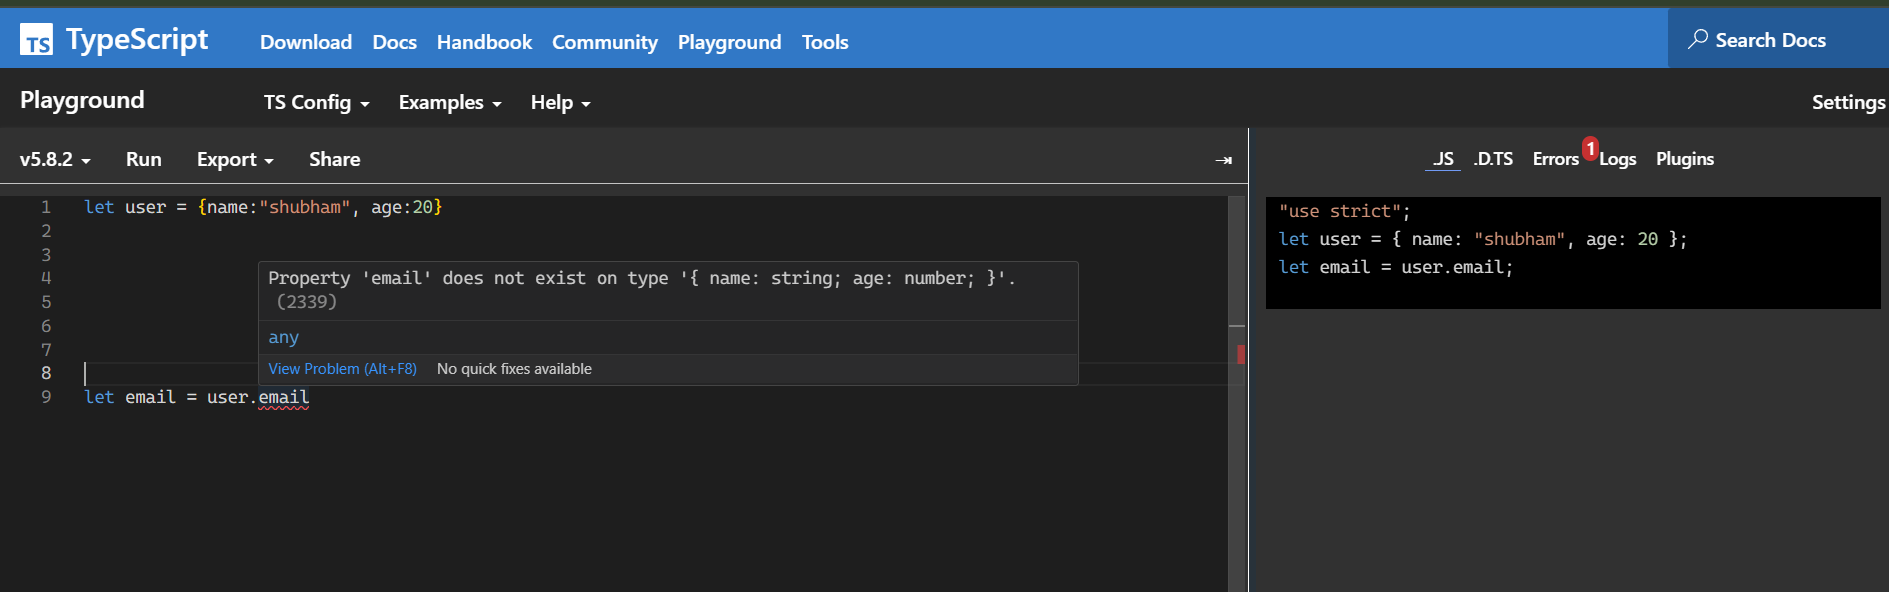 TS TypeScript Download Docs Handbook Community Playground Tools Search Docs
Playground TS Config Examples Help Settings
v5.8.2 Run Export Share .JS .D.TS Errors 1 Logs Plugins
1 let user = {name:"shubham", age:20}
2
3
4
5
6
7
8
9 let email = user.email
Property 'email' does not exist on type '{ name: string; age: number; }'.
(2339)
any
View Problem (Alt+F8) No quick fixes available
"use strict";
let user = { name: "shubham", age: 20 };
let email = user.email;